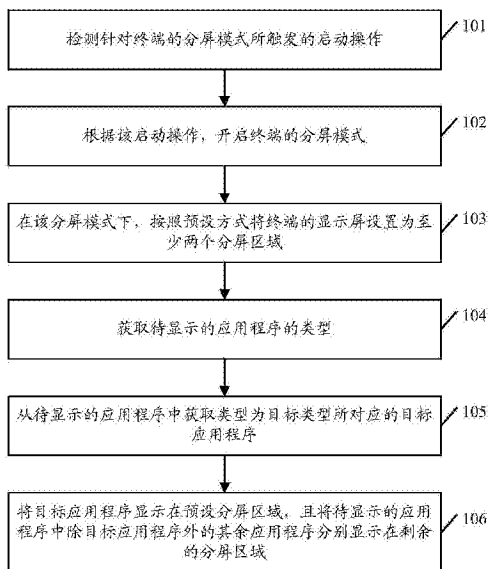 检测针对终端的分屏模式所触发的启动操作
101
根据该启动操作，开启终端的分屏模式
102
在该分屏模式下，按照预设方式将终端的显示屏设置为至
少两个分屏区域
103
获取待显示的应用程序的类型
104
从待显示的应用程序中获取类型为目标类型所对应的目标
应用程序
105
将目标应用程序显示在预设分屏区域，且将待显示的应用
程序中除目标应用程序外的其余应用程序分别显示在剩余
的分屏区域
106